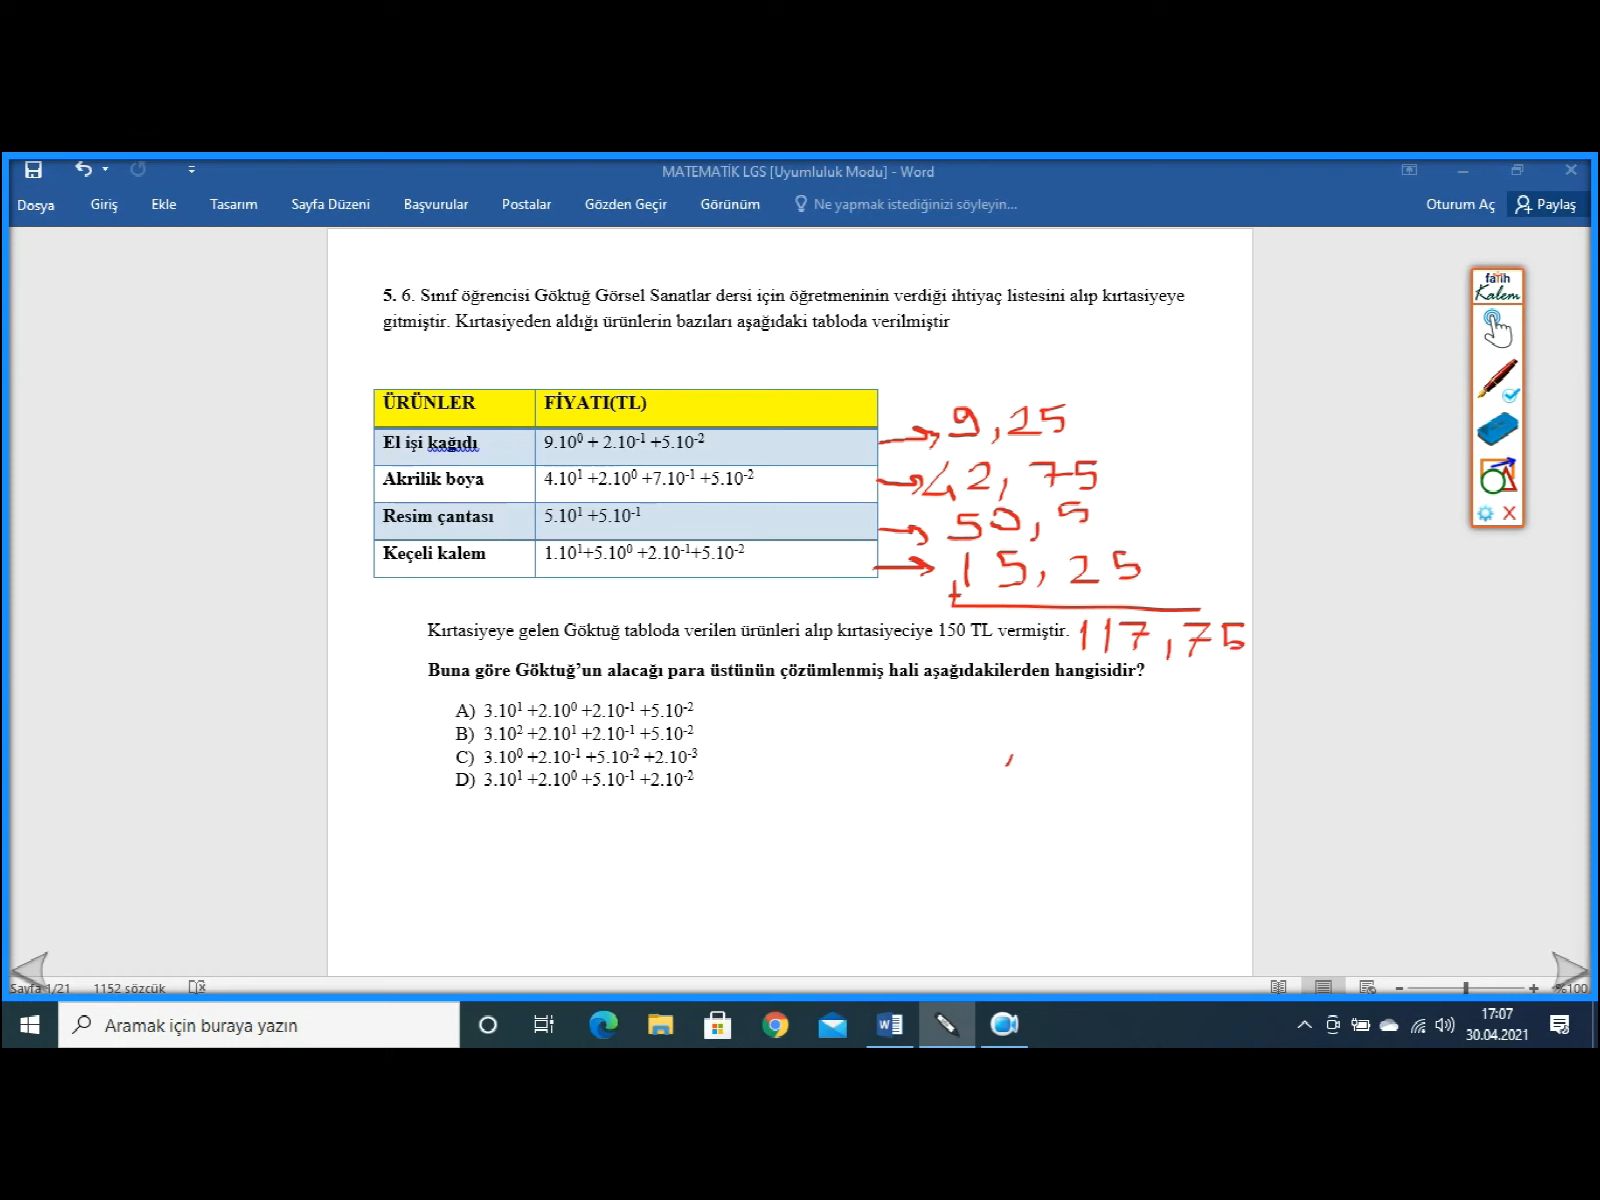 MATEMATİK LGS [Uyumluluk Modu] - Word
Dosya Giriş Ekle Tasarım Sayfa Düzeni Başvurular Postalar Gözden Geçir Görünüm Ne yapmak istediğinizi söyleyin... Oturum Aç Paylaş
fatih
Kalem
5. 6. Sınıf öğrencisi Göktuğ Görsel Sanatlar dersi için öğretmeninin verdiği ihtiyaç listesini alıp kırtasiyeye
gitmiştir. Kırtasiyeden aldığı ürünlerin bazıları aşağıdaki tabloda verilmiştir
ÜRÜNLER FİYATI(TL)
El işi kağıdı 9.10⁰ + 2.10⁻¹ +5.10⁻² 9,25
Akrilik boya 4.10¹ +2.10⁰ +7.10⁻¹ +5.10⁻² 42,75
Resim çantası 5.10¹ +5.10⁻¹ 50,5
Keçeli kalem 1.10¹+5.10⁰ +2.10⁻¹+5.10⁻² 15,25
+
Kırtasiyeye gelen Göktuğ tabloda verilen ürünleri alıp kırtasiyeciye 150 TL vermiştir. 117,75
Buna göre Göktuğ’un alacağı para üstünün çözümlenmiş hali aşağıdakilerden hangisidir?
A) 3.10¹ +2.10⁰ +2.10⁻¹ +5.10⁻²
B) 3.10² +2.10¹ +2.10⁻¹ +5.10⁻²
C) 3.10⁰ +2.10⁻¹ +5.10⁻² +2.10⁻³
D) 3.10¹ +2.10⁰ +5.10⁻¹ +2.10⁻²
,
Sayfa 1/21 1152 sözcük %100
Aramak için buraya yazın
17:07
30.04.2021